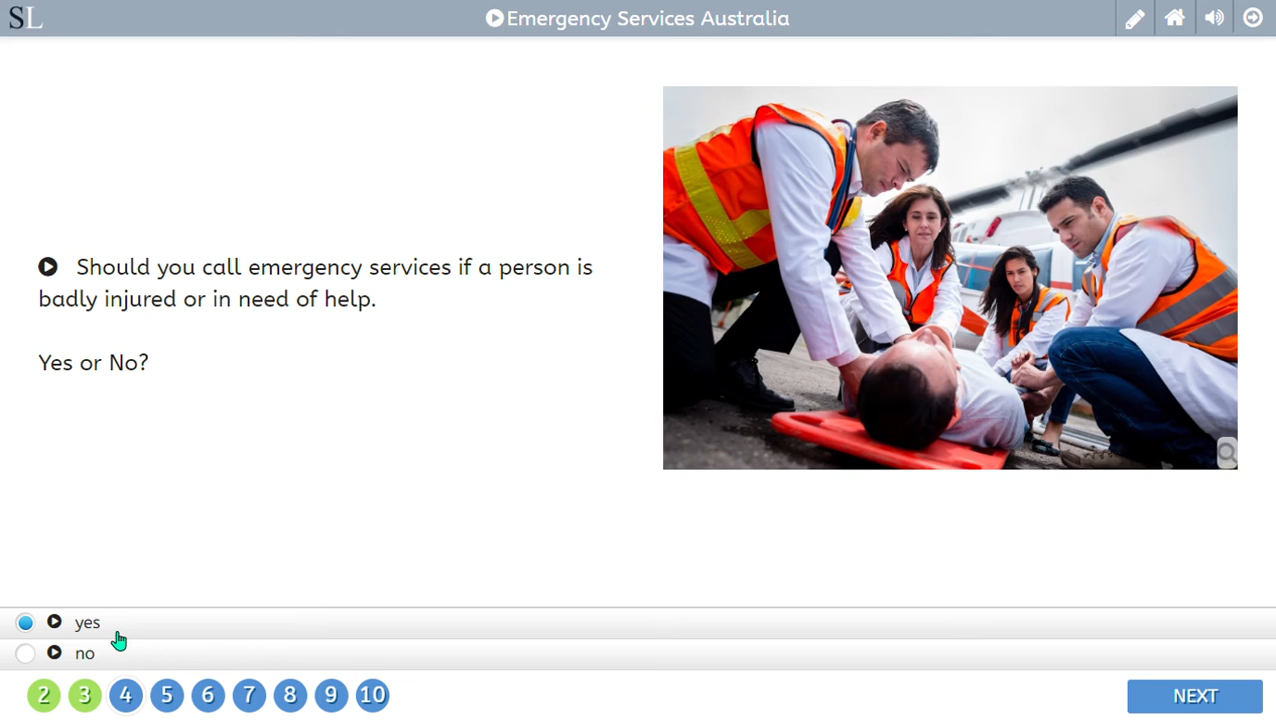 SL
Emergency Services Australia
Should you call emergency services if a person is
badly injured or in need of help.
Yes or No?
yes
no
2 3 4 5 6 7 8 9 10
NEXT